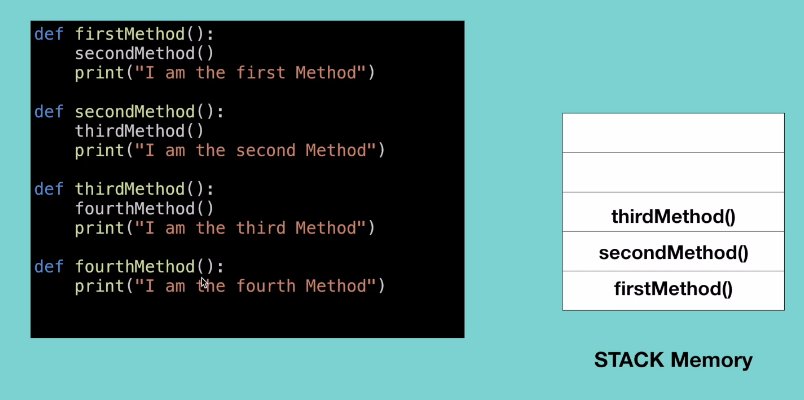 def firstMethod():
    secondMethod()
    print("I am the first Method")
def secondMethod():
    thirdMethod()
    print("I am the second Method")
def thirdMethod():
    fourthMethod()
    print("I am the third Method")
def fourthMethod():
    print("I am the fourth Method")
thirdMethod()
secondMethod()
firstMethod()
STACK Memory